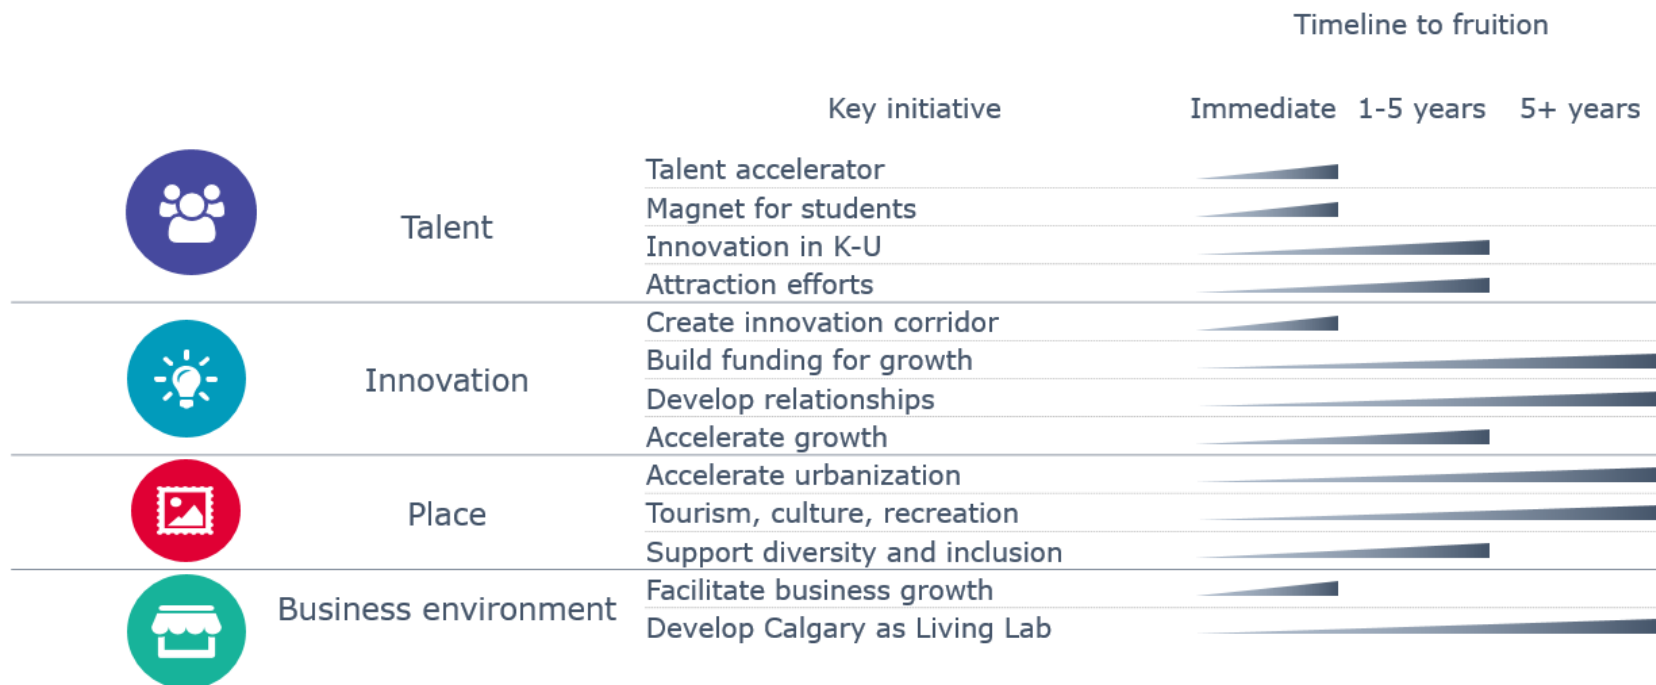 Timeline to fruition
Key initiative Immediate 1-5 years 5+ years
Talent
Talent accelerator
Magnet for students
Innovation in K-U
Attraction efforts
Innovation
Create innovation corridor
Build funding for growth
Develop relationships
Accelerate growth
Place
Accelerate urbanization
Tourism, culture, recreation
Support diversity and inclusion
Business environment
Facilitate business growth
Develop Calgary as Living Lab